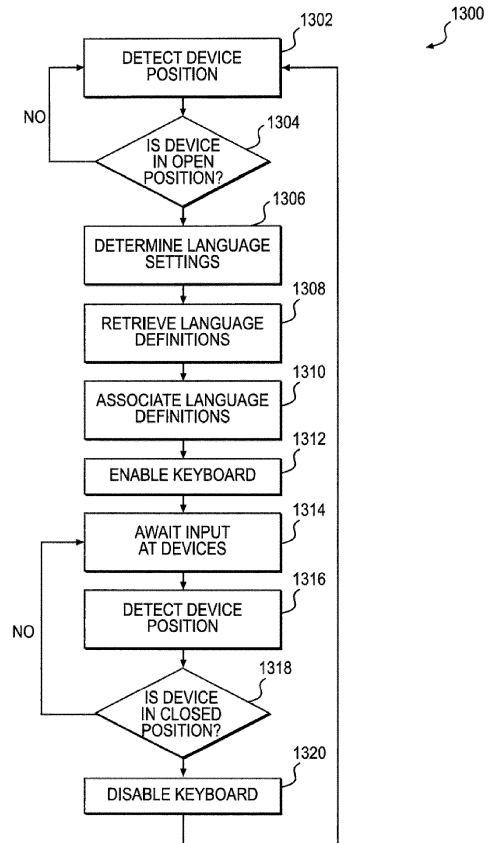 1300
1302
DETECT DEVICE
POSITION
NO
1304
IS DEVICE
IN OPEN
POSITION?
1306
DETERMINE LANGUAGE
SETTINGS
1308
RETRIEVE LANGUAGE
DEFINITIONS
1310
ASSOCIATE LANGUAGE
DEFINITIONS
1312
ENABLE KEYBOARD
1314
AWAIT INPUT
AT DEVICES
1316
DETECT DEVICE
POSITION
NO
1318
IS DEVICE
IN CLOSED
POSITION?
1320
DISABLE KEYBOARD